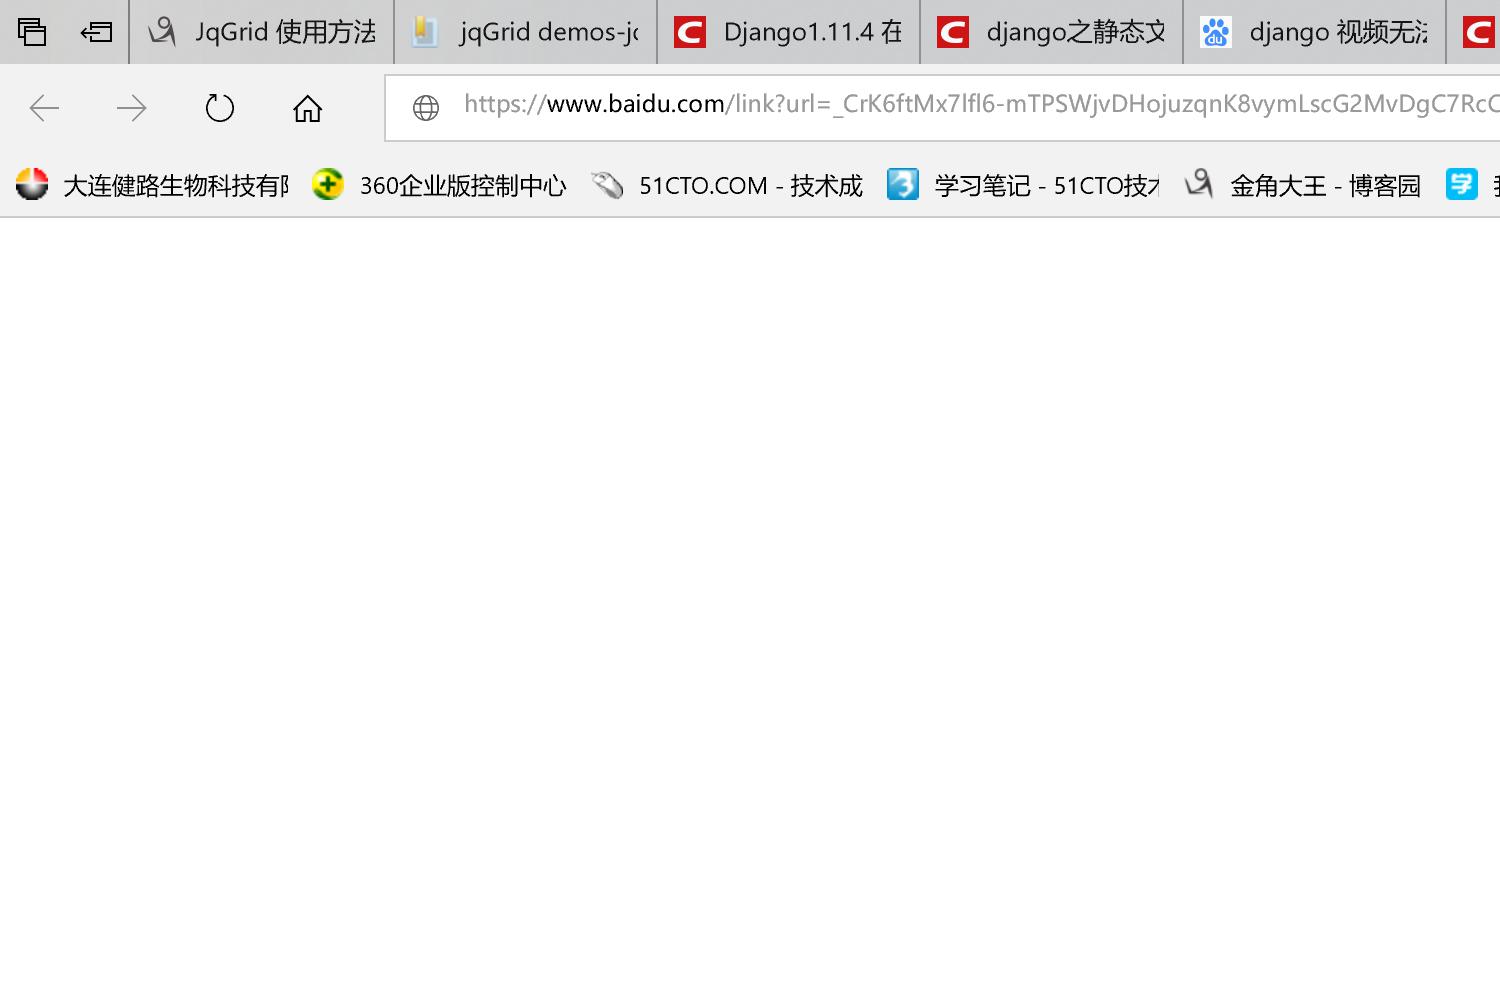 JqGrid 使用方法
jqGrid demos-jq
Django1.11.4 在
django之静态文
django 视频无法
https://www.baidu.com/link?url=_CrK6ftMx7lfl6-mTPSWjvDHojuzqnK8vymLscG2MvDgC7RcC
大连健路生物科技有限
360企业版控制中心
51CTO.COM - 技术成
学习笔记 - 51CTO技术
金角大王 - 博客园